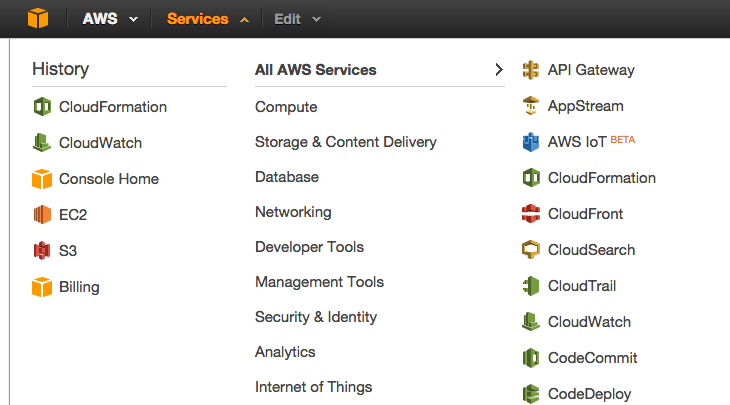 AWS Services Edit
History
CloudFormation
CloudWatch
Console Home
EC2
S3
Billing
All AWS Services
Compute
Storage & Content Delivery
Database
Networking
Developer Tools
Management Tools
Security & Identity
Analytics
Internet of Things
API Gateway
AppStream
AWS IoT BETA
CloudFormation
CloudFront
CloudSearch
CloudTrail
CloudWatch
CodeCommit
CodeDeploy